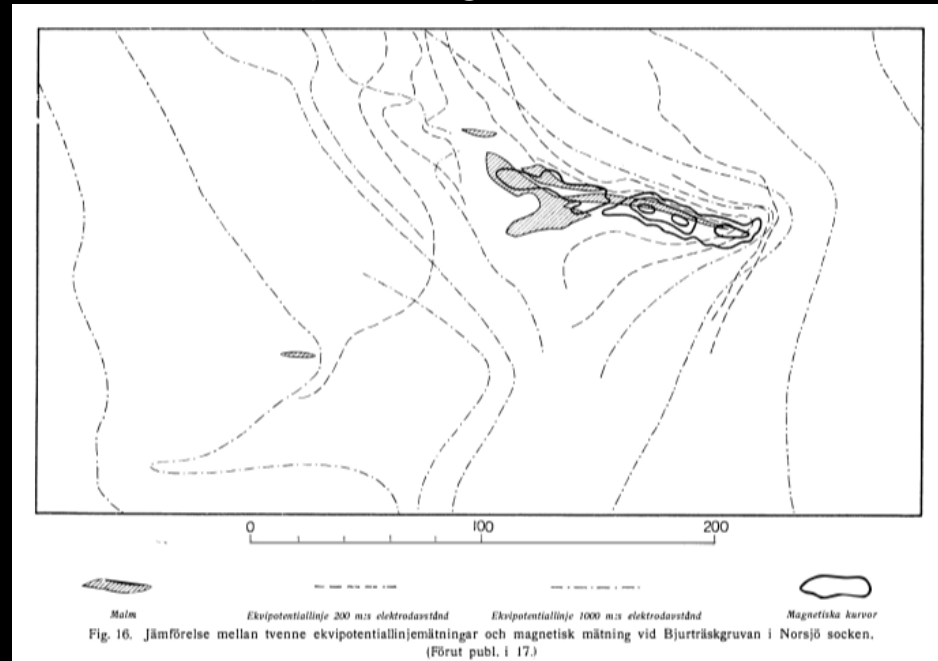 0 100 200
Malm
Ekvipotentiallinje 200 m:s elektrodavstånd
Ekvipotentiallinje 1000 m:s elektrodavstånd
Magnetiska kurvor
Fig. 16. Jämförelse mellan tvenne ekvipotentiallinjemätningar och magnetisk mätning vid Bjurträskgruvan i Norsjö socken.
(Förut publ. i 17.)